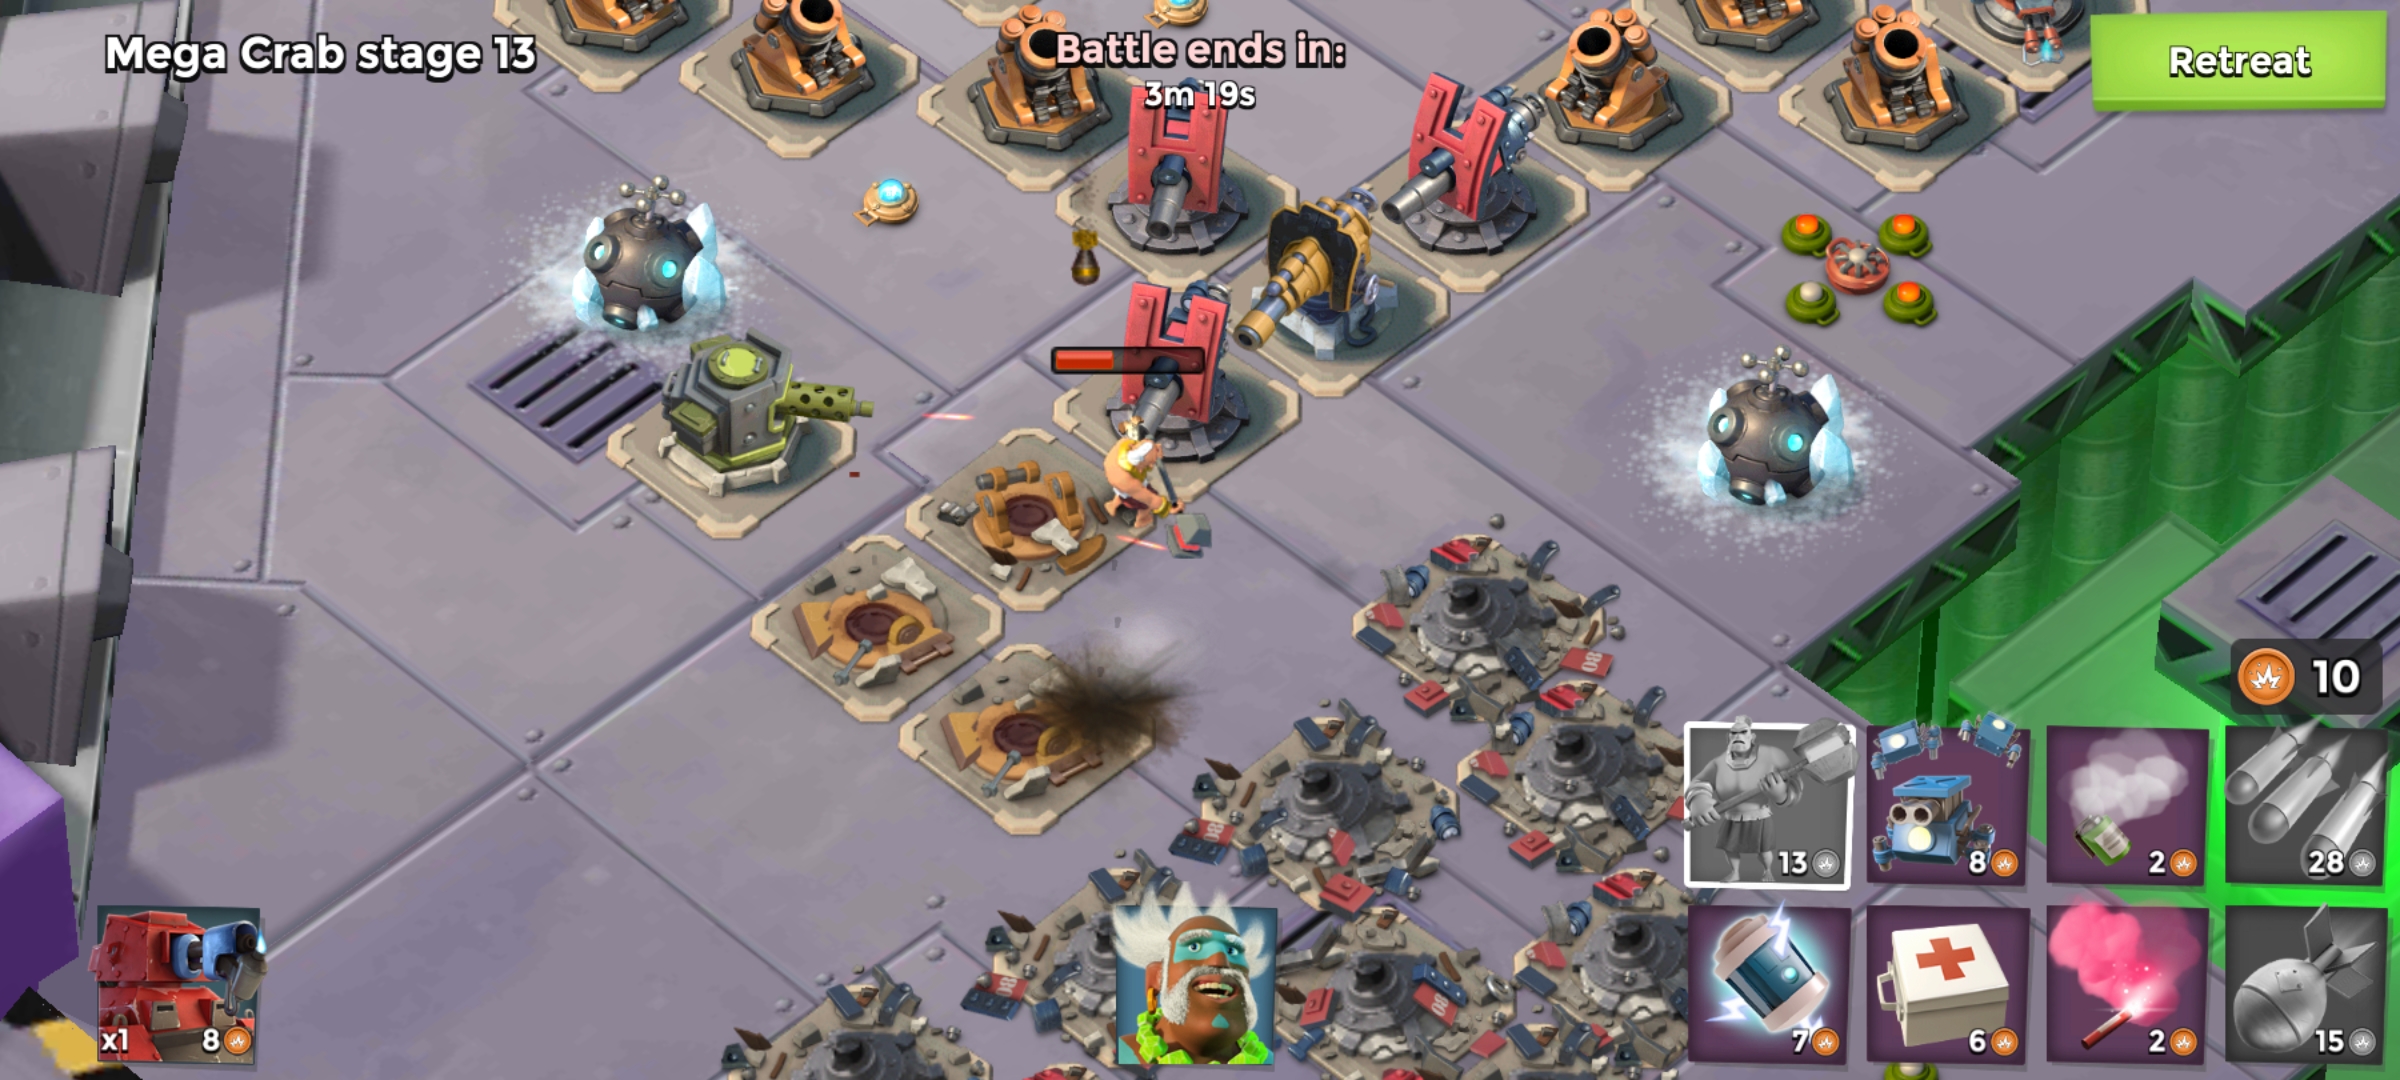 Mega Crab stage 13
Battle ends in:
3m 19s
Retreat
10
13
8
2
28
7
6
2
15
x1
8